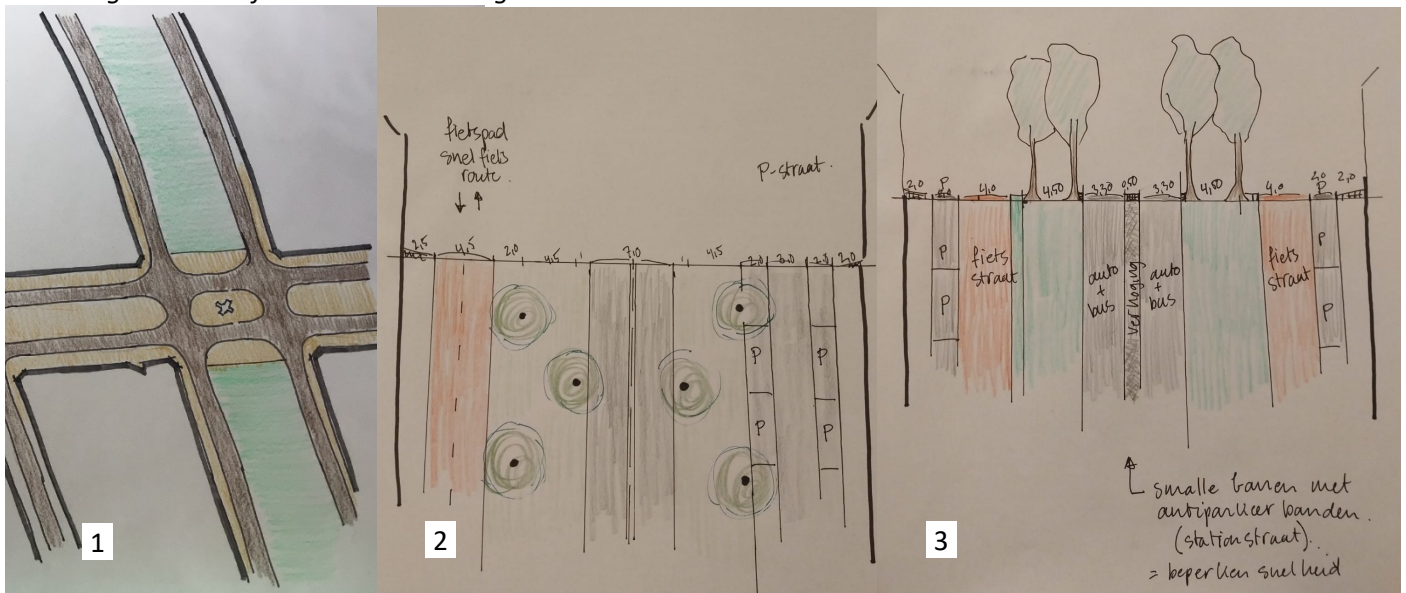 1
fietspad
snelfiets
route.
↓ ↑
P-straat.
2,5
4,5
2,0
4,5
7,0
4,5
2,0
3,0
2,0
2,0
P
P
P
P
2
2,0
P
4,0
4,50
3,30
0,50
3,30
4,50
4,0
2,0
P
2,0
P
P
fiets
straat
auto
+
bus
verhoging
auto
+
bus
fiets
straat
P
P
smalle banen met
antiparkeer banden.
(stationstraat).
= beperken snelheid
3